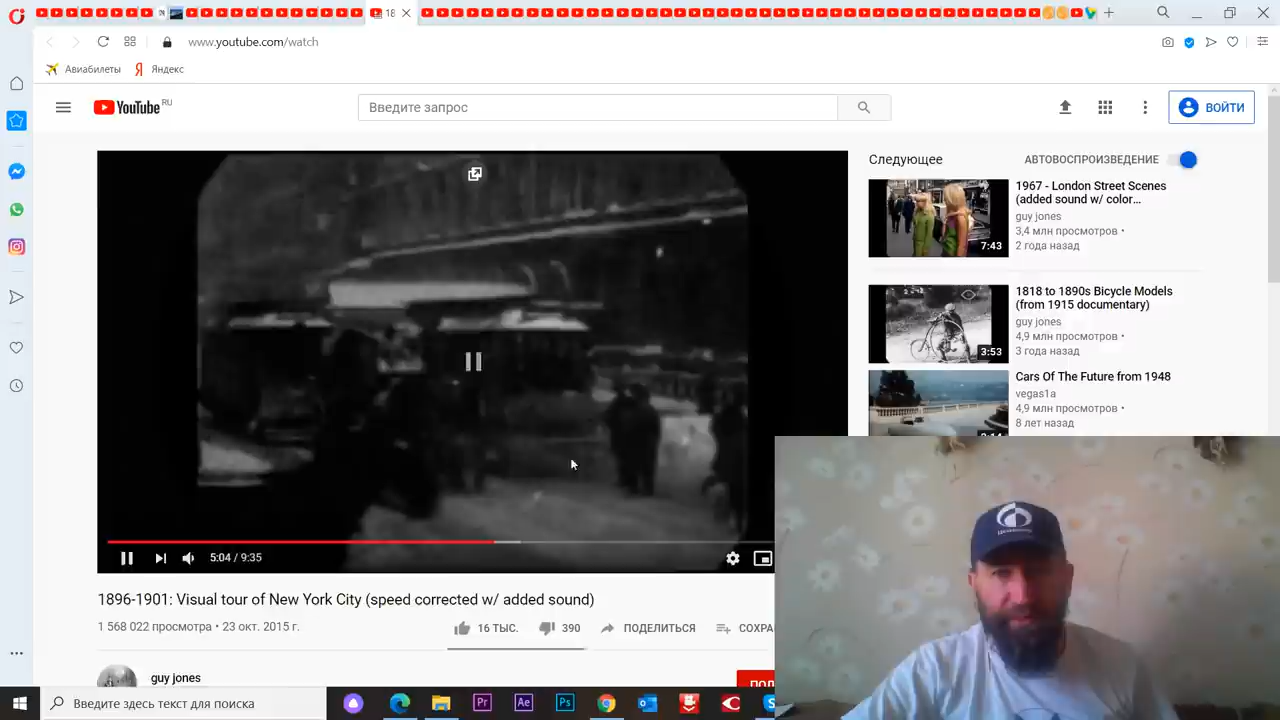 18
www.youtube.com/watch
Авиабилеты
Яндекс
YouTube RU
Введите запрос
ВОЙТИ
Следующее
АВТОВОСПРОИЗВЕДЕНИЕ
1967 - London Street Scenes
(added sound w/ color...
guy jones
3,4 млн просмотров •
2 года назад
7:43
1818 to 1890s Bicycle Models
(from 1915 documentary)
guy jones
4,9 млн просмотров •
3 года назад
3:53
Cars Of The Future from 1948
vegas1a
4,9 млн просмотров •
8 лет назад
5:04 / 9:35
1896-1901: Visual tour of New York City (speed corrected w/ added sound)
1 568 022 просмотра • 23 окт. 2015 г.
16 ТЫС.
390
ПОДЕЛИТЬСЯ
СОХРА
guy jones
ПОД
Введите здесь текст для поиска
Pr
Ae
Ps